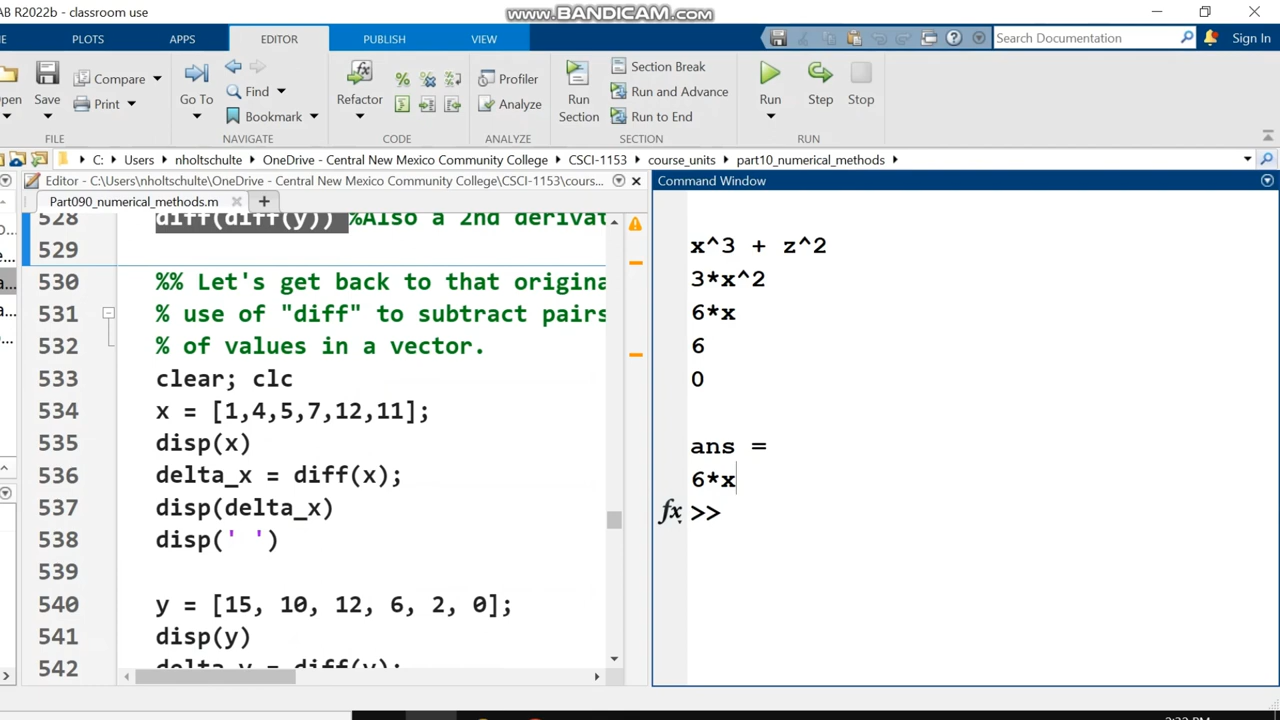 AB R2022b - classroom use
www.BANDICAM.com
PLOTS APPS EDITOR PUBLISH VIEW
Search Documentation
Sign In
Open Save Compare Print
Go To Find Bookmark
Refactor
Profiler Analyze
Run Section
Section Break
Run and Advance
Run to End
Run Step Stop
FILE NAVIGATE CODE ANALYZE SECTION RUN
C: Users nholtschulte OneDrive - Central New Mexico Community College CSCI-1153 course_units part10_numerical_methods
Editor - C:\Users\nholtschulte\OneDrive - Central New Mexico Community College\CSCI-1153\cours...
Part090_numerical_methods.m
528 diff(diff(y)) %Also a 2nd derivat
529
530 %% Let's get back to that origina
531 % use of "diff" to subtract pairs
532 % of values in a vector.
533 clear; clc
534 x = [1,4,5,7,12,11];
535 disp(x)
536 delta_x = diff(x);
537 disp(delta_x)
538 disp(' ')
539
540 y = [15, 10, 12, 6, 2, 0];
541 disp(y)
542 delta_y = diff(y);
Command Window
x^3 + z^2
3*x^2
6*x
6
0
ans =
6*x
fx >>